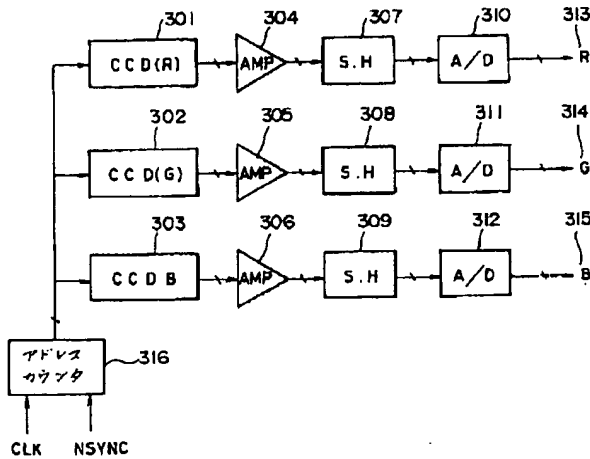 301 304 307 310 313
CCD(R) AMP S.H A/D R
302 305 308 311 314
CCD(G) AMP S.H A/D G
303 306 309 312 315
CCD B AMP S.H A/D B
アドレス
カウンタ
316
CLK NSYNC